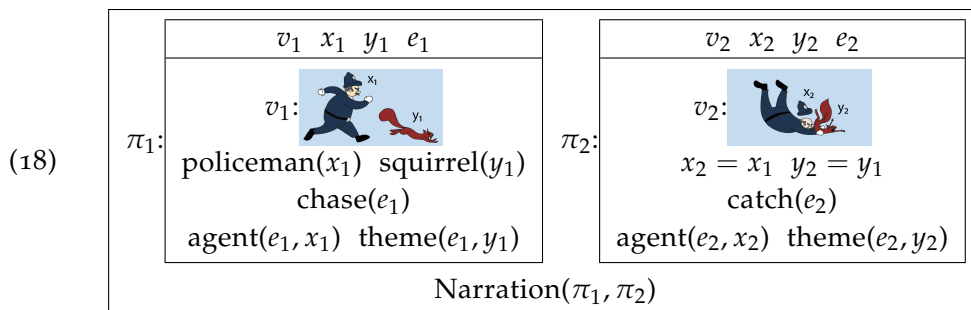 v₁ x₁ y₁ e₁
v₁:
x₁
y₁
policeman(x₁) squirrel(y₁)
chase(e₁)
agent(e₁, x₁) theme(e₁, y₁)
v₂ x₂ y₂ e₂
v₂:
x₂
y₂
x₂ = x₁ y₂ = y₁
catch(e₂)
agent(e₂, x₂) theme(e₂, y₂)
(18)
π₁:
π₂:
Narration(π₁, π₂)